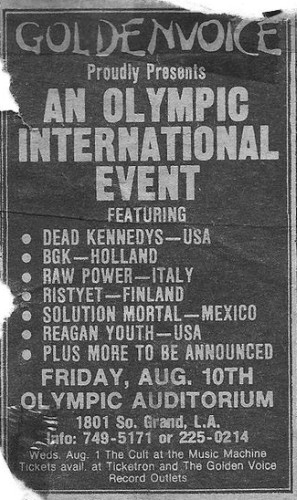 GOLDENVOICE
Proudly Presents
AN OLYMPIC
INTERNATIONAL
EVENT
FEATURING
• DEAD KENNEDYS—USA
• BGK—HOLLAND
• RAW POWER—ITALY
• RISTYET—FINLAND
• SOLUTION MORTAL—MEXICO
• REAGAN YOUTH—USA
• PLUS MORE TO BE ANNOUNCED
FRIDAY, AUG. 10TH
OLYMPIC AUDITORIUM
1801 So. Grand, L.A.
Info: 749-5171 or 225-0214
Weds. Aug. 1 The Cult at the Music Machine
Tickets avail. at Ticketron and The Golden Voice
Record Outlets